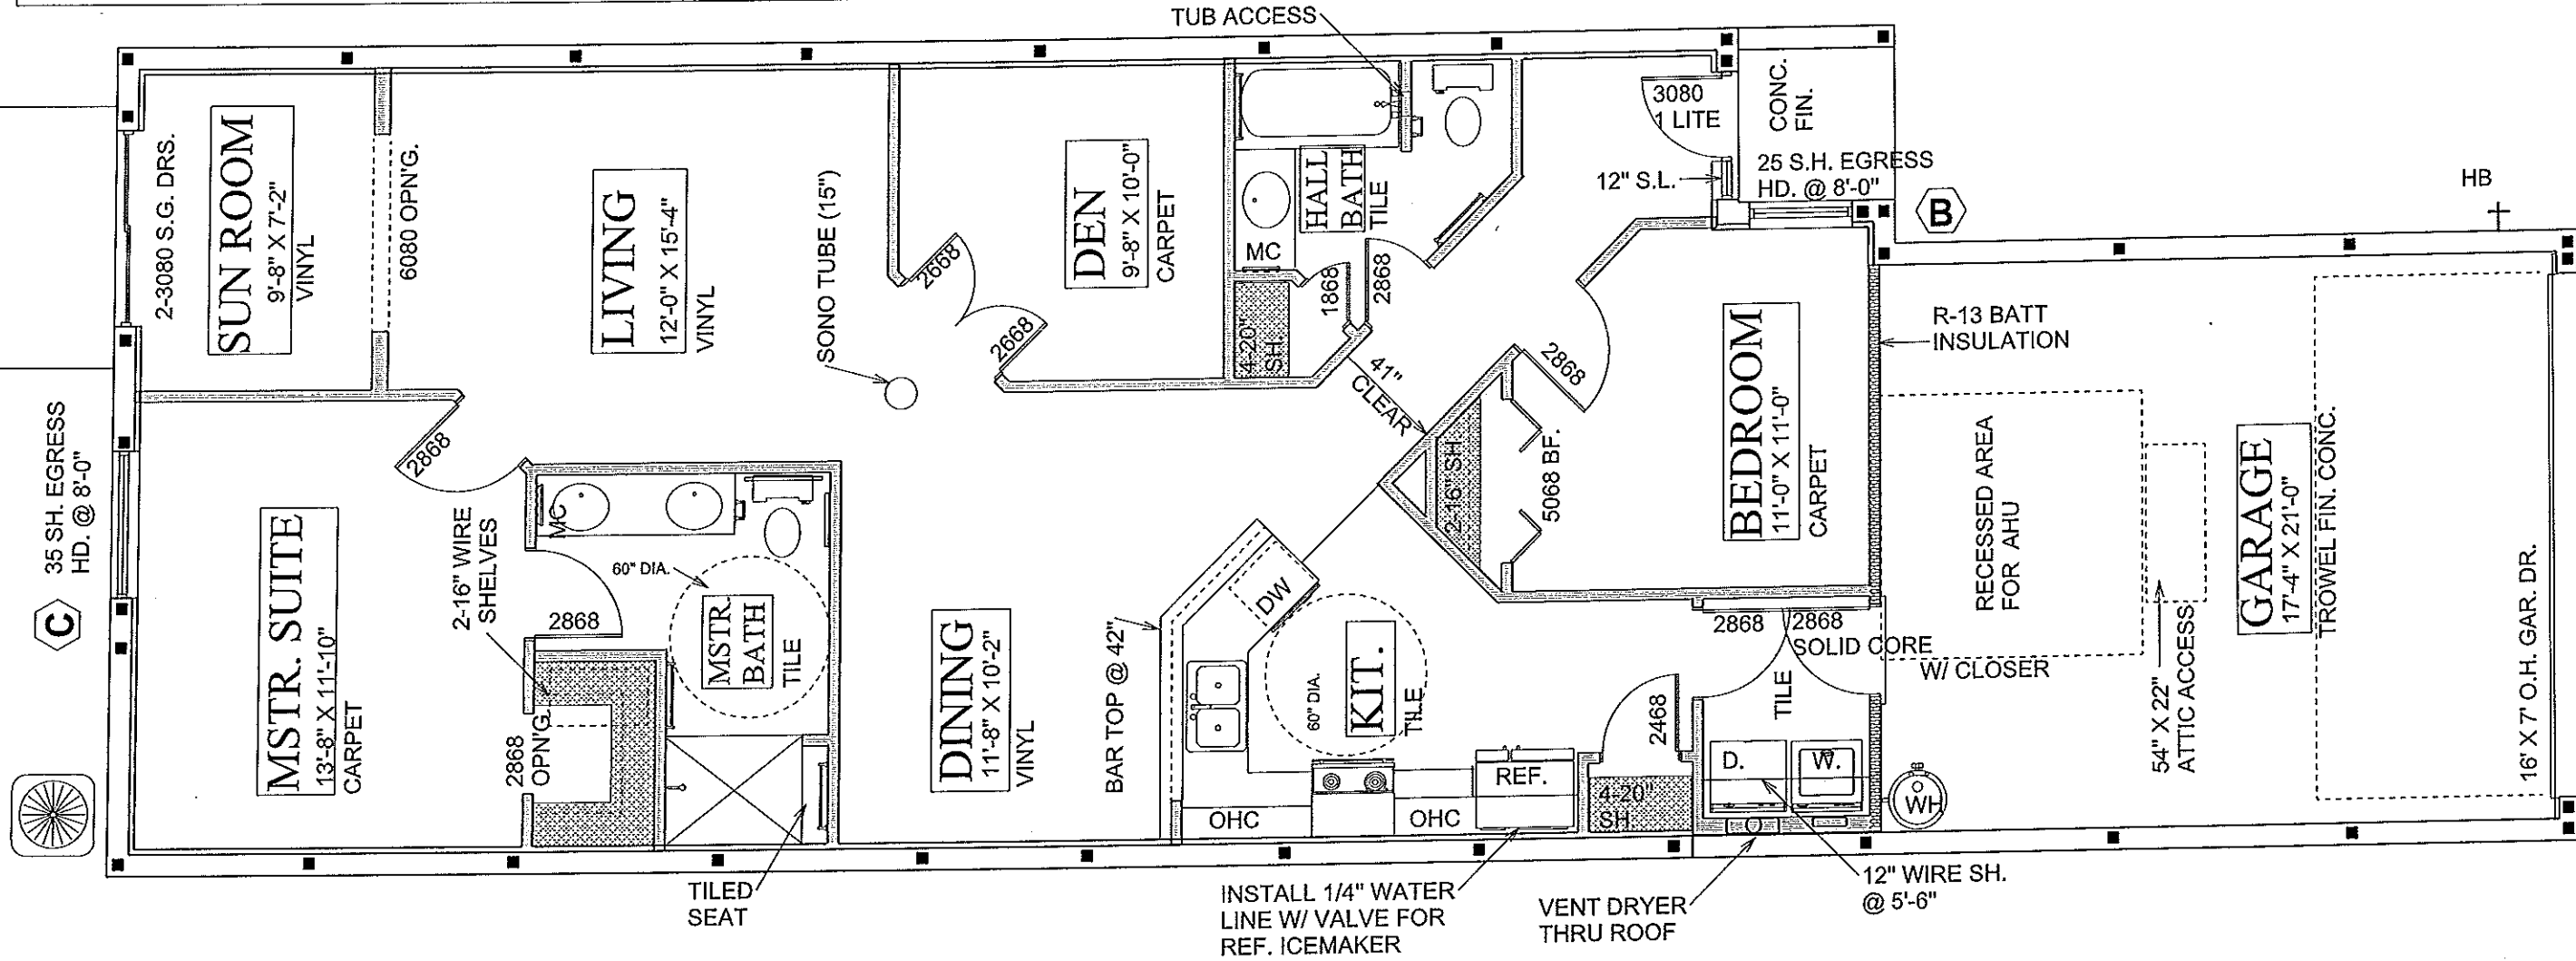 TUB ACCESS
2-3080 S.G. DRS.
SUN ROOM
9'-8" X 7'-2"
VINYL
6080 OPN'G.
LIVING
12'-0" X 15'-4"
VINYL
SONO TUBE (15")
2668
2668
DEN
9'-8" X 10'-0"
CARPET
HALL
BATH
TILE
MC
4-20"
SH.
1868
2868
3080
1 LITE
CONC.
FIN.
12" S.L.
25 S.H. EGRESS
HD. @ 8'-0"
B
HB
R-13 BATT
INSULATION
41"
CLEAR
2868
2-16" SH.
5068 BF.
BEDROOM
11'-0" X 11'-0"
CARPET
RECESSED AREA
FOR AHU
54" X 22"
ATTIC ACCESS
GARAGE
17'-4" X 21'-0"
TROWEL FIN. CONC.
16" X 7' O.H. GAR. DR.
35 SH. EGRESS
HD. @ 8'-0"
C
MSTR. SUITE
13'-8" X 11'-10"
CARPET
2868
2-16" WIRE
SHELVES
MC
60" DIA.
2868
MSTR.
BATH
TILE
2868
OPN'G.
DINING
11'-8" X 10'-2"
VINYL
BAR TOP @ 42"
DW
60" DIA.
KIT.
TILE
2868
2868
SOLID CORE
W/ CLOSER
TILE
2468
D.
W.
WH
REF.
OHC
OHC
4-20"
SH
TILED
SEAT
INSTALL 1/4" WATER
LINE W/ VALVE FOR
REF. ICEMAKER
VENT DRYER
THRU ROOF
12" WIRE SH.
@ 5'-6"